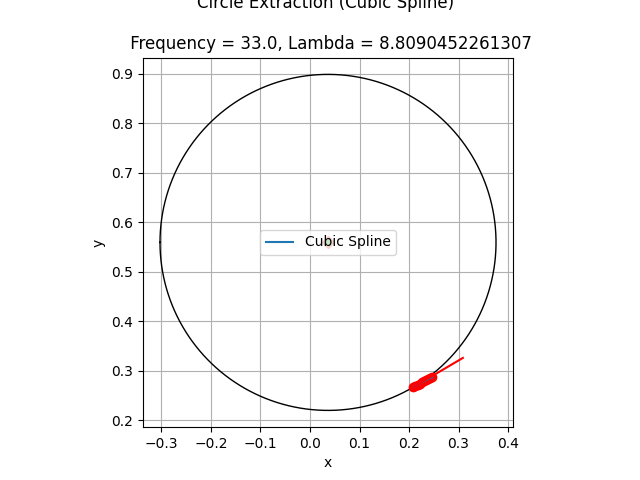 Circle Extraction (Cubic Spline)
Frequency = 33.0, Lambda = 8.8090452261307
0.9
0.8
0.7
0.6
0.5
0.4
0.3
0.2
y
Cubic Spline
−0.3 −0.2 −0.1 0.0 0.1 0.2 0.3 0.4
x